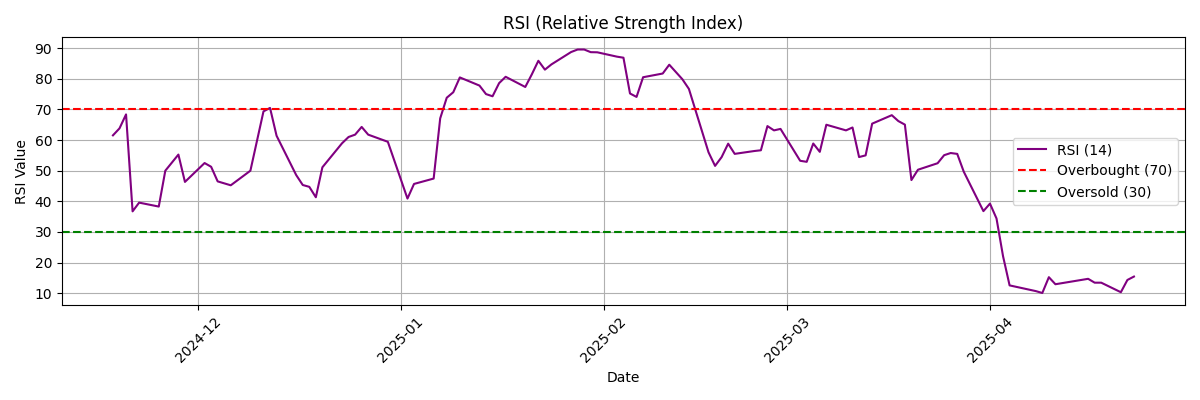 RSI (Relative Strength Index)
RSI Value
90
80
70
60
50
40
30
20
10
RSI (14)
Overbought (70)
Oversold (30)
2024-12
2025-01
2025-02
2025-03
2025-04
Date